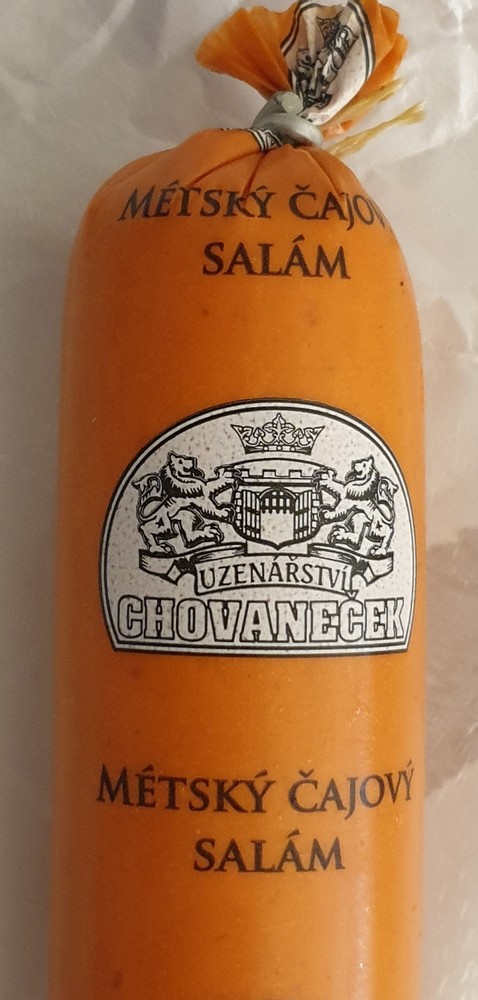 MÉTSKÝ ČAJOV
SALÁM
UZENÁŘSTVÍ
CHOVANEČEK
MÉTSKÝ ČAJOVÝ
SALÁM